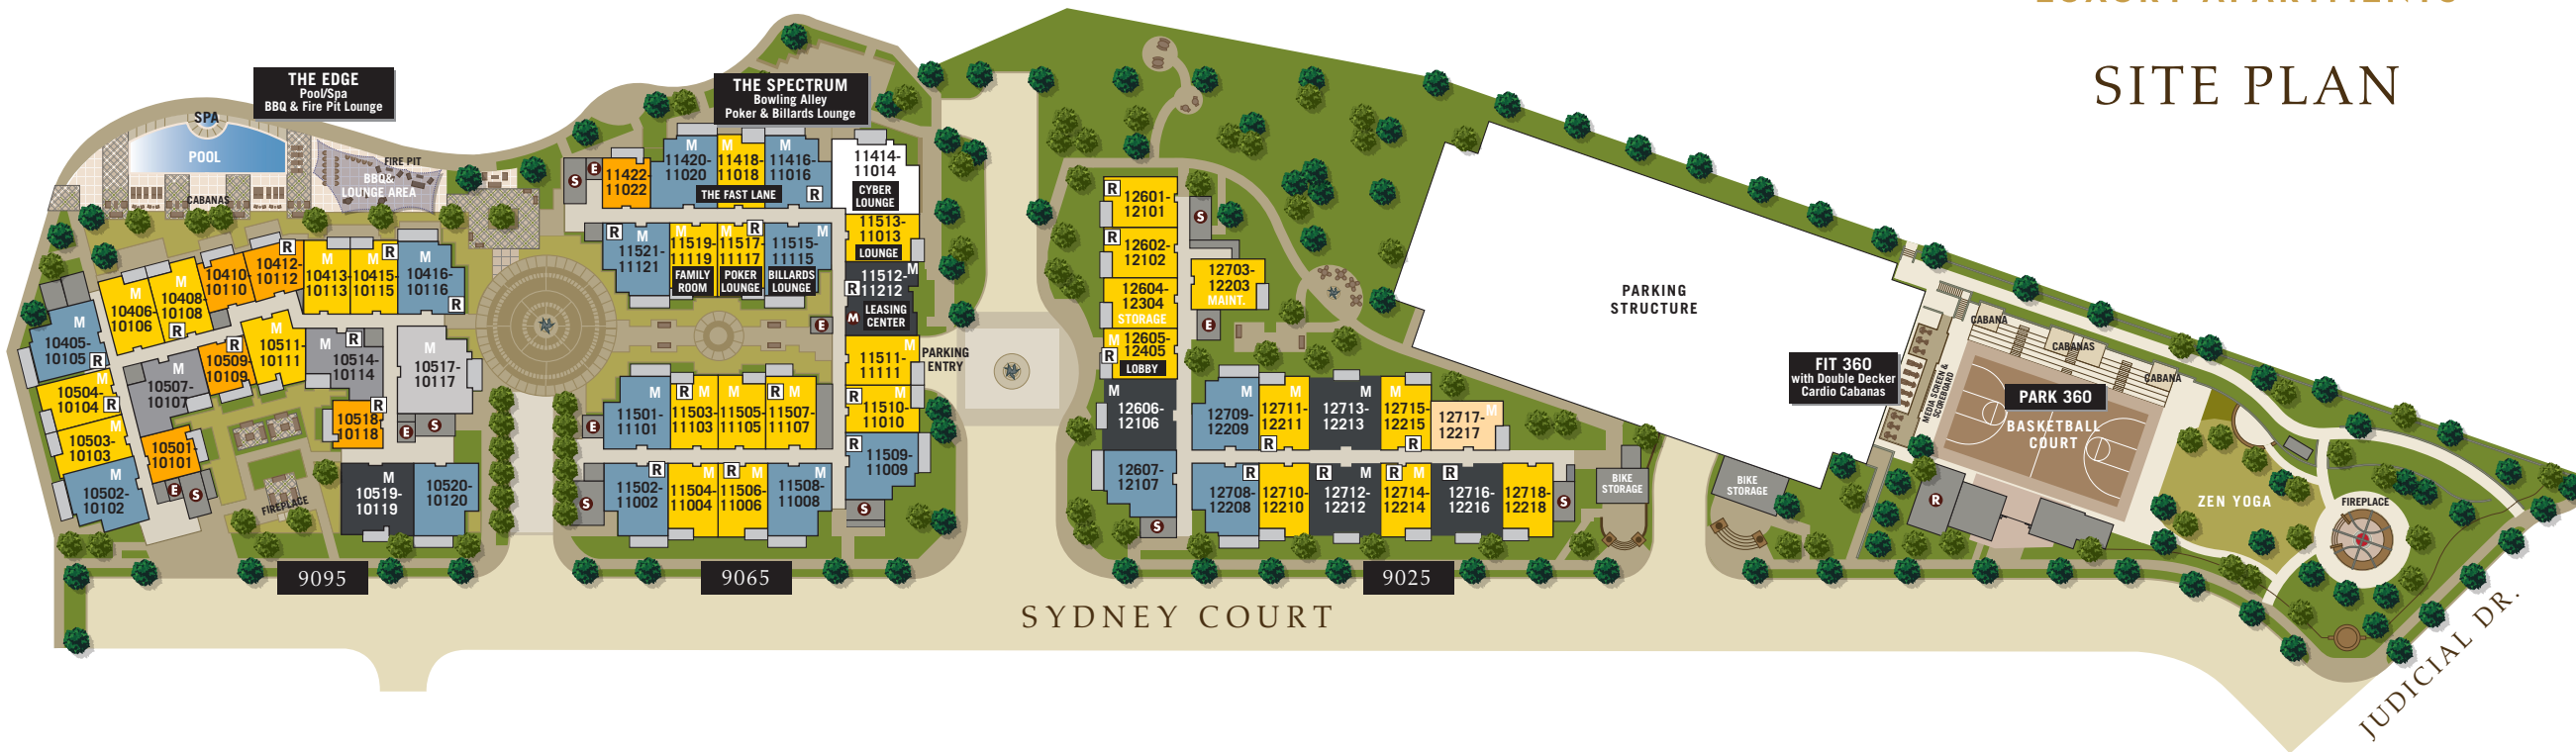 LUXURY APARTMENTS
SITE PLAN
THE EDGE
Pool/Spa
BBQ & Fire Pit Lounge
SPA
POOL
FIRE PIT
BBQ&
LOUNGE AREA
CABANAS
THE SPECTRUM
Bowling Alley
Poker & Billards Lounge
S
E
11422-
11022
M
11420-
11020
M
11418-
11018
M
11416-
11016
R
THE FAST LANE
11414-
11014
CYBER
LOUNGE
R
M
11521-
11121
M
11519-
11119
FAMILY
ROOM
R
M
11517-
11117
POKER
LOUNGE
M
11515-
11115
BILLARDS
LOUNGE
11513-
11013
LOUNGE
M
11512-
11212
R
M
LEASING
CENTER
E
M
11511-
11111
PARKING
ENTRY
M
11510-
11010
R
R
11509-
11009
S
E
M
11501-
11101
R
M
11503-
11103
M
11505-
11105
R
M
11507-
11107
S
R
11502-
11002
M
11504-
11004
R
M
11506-
11006
M
11508-
11008
M
10405-
10105
R
M
10406-
10106
M
10408-
10108
R
10410-
10110
R
10412-
10112
M
10413-
10113
R
M
10415-
10115
M
10416-
10116
R
M
10504-
10104
R
M
10503-
10103
M
10502-
10102
M
10507-
10107
R
10509-
10109
M
10511-
10111
M
R
10514-
10114
M
10517-
10117
10501-
10101
E
S
R
10518-
10118
E
S
FIREPLACE
M
10519-
10119
10520-
10120
9095
9065
9025
R
12601-
12101
R
12602-
12102
12604-
12304
STORAGE
M
12605-
12405
R
LOBBY
M
12606-
12106
12607-
12107
S
S
12703-
12203
MAINT.
E
M
12709-
12209
M
12711-
12211
R
M
12713-
12213
M
12715-
12215
R
M
12717-
12217
R
12708-
12208
12710-
12210
R
M
12712-
12212
R
M
12714-
12214
R
12716-
12216
12718-
12218
S
BIKE
STORAGE
BIKE
STORAGE
PARKING
STRUCTURE
FIT 360
with Double Decker
Cardio Cabanas
MEDIA SCREEN &
SCOREBOARD
CABANA
CABANAS
CABANA
PARK 360
BASKETBALL
COURT
R
ZEN YOGA
FIREPLACE
SYDNEY COURT
JUDICIAL DR.